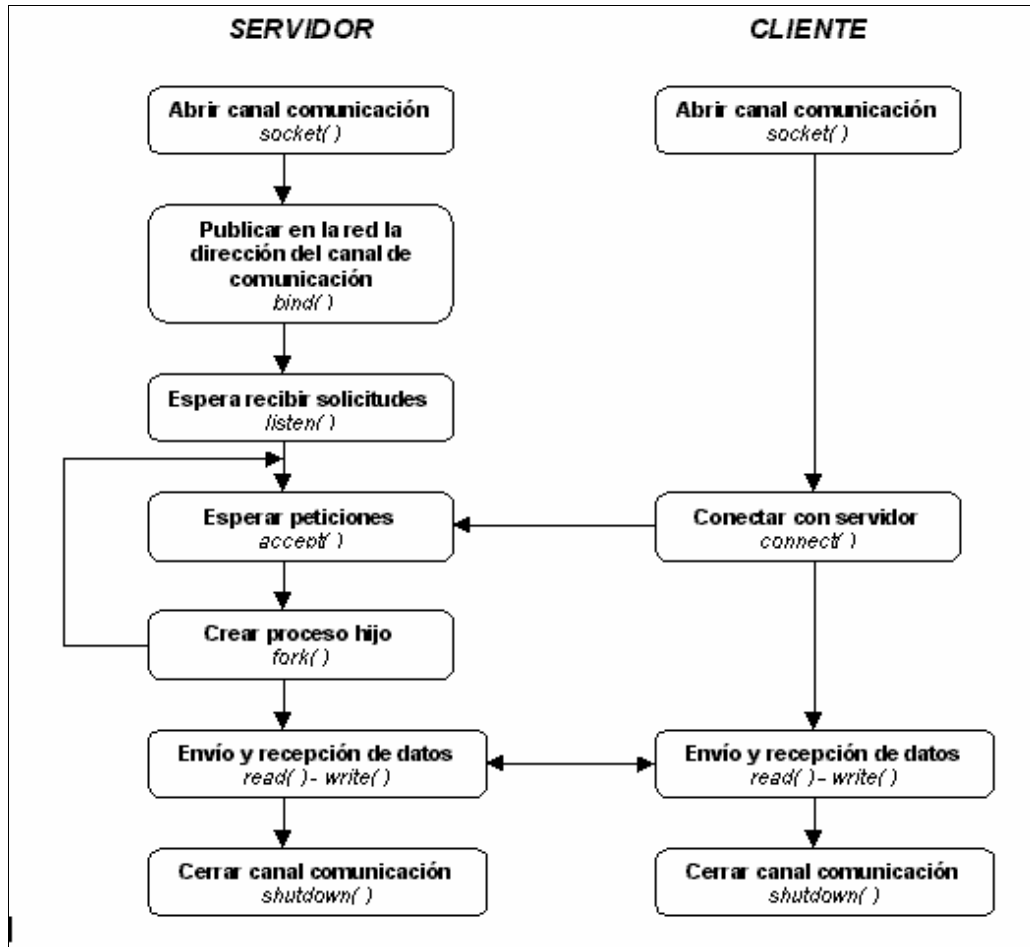 SERVIDOR
CLIENTE
Abrir canal comunicación
socket( )
Abrir canal comunicación
socket( )
Publicar en la red la
dirección del canal de
comunicación
bind( )
Espera recibir solicitudes
listen( )
Esperar peticiones
accept( )
Conectar con servidor
connect( )
Crear proceso hijo
fork( )
Envío y recepción de datos
read( ) - write( )
Envío y recepción de datos
read( ) - write( )
Cerrar canal comunicación
shutdown( )
Cerrar canal comunicación
shutdown( )